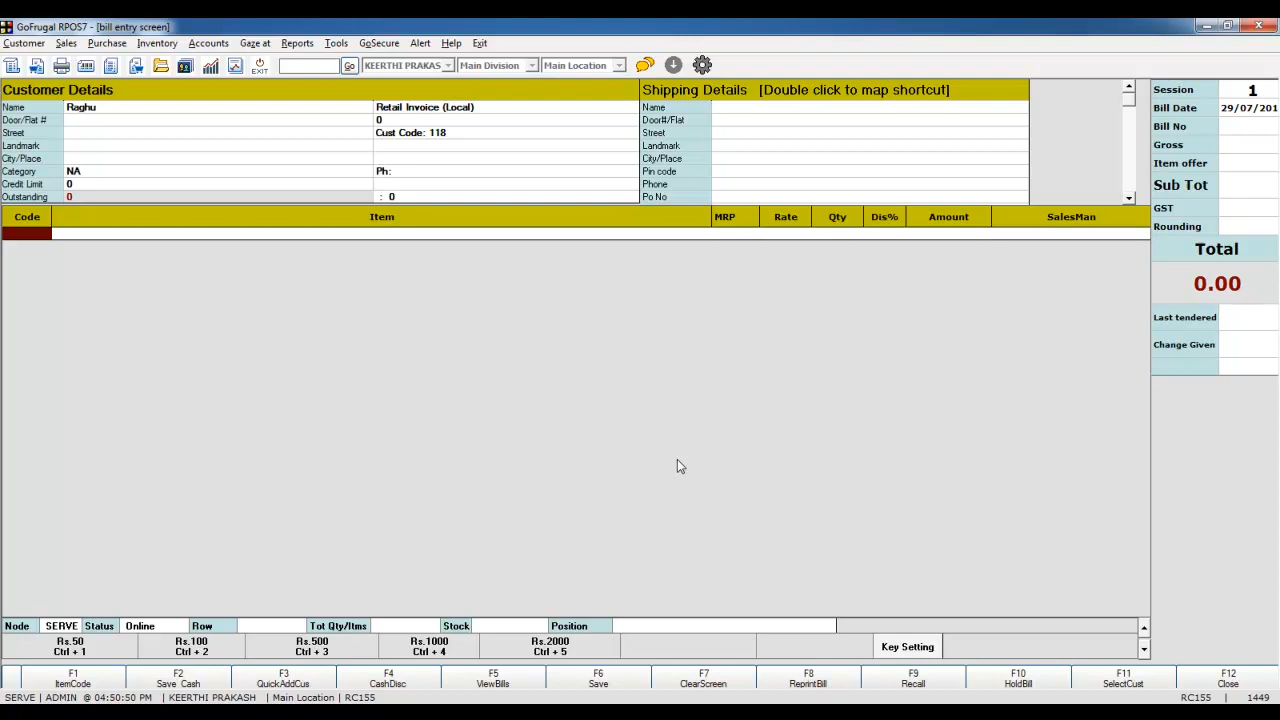 GoFrugal RPOS7 - [bill entry screen]
Customer Sales Purchase Inventory Accounts Gaze at Reports Tools GoSecure Alert Help Exit
EXIT Go KEERTHI PRAKAS Main Division Main Location
Customer Details Shipping Details [Double click to map shortcut]
Name Raghu Retail Invoice (Local) Name
Door/Flat # 0 Door#/Flat
Street Cust Code: 118 Street
Landmark Landmark
City/Place City/Place
Category NA Ph: Pin code
Credit Limit 0 Phone
Outstanding 0 : 0 Po No
Code Item MRP Rate Qty Dis% Amount SalesMan
Session 1
Bill Date 29/07/201
Bill No
Gross
Item offer
Sub Tot
GST
Rounding
Total
0.00
Last tendered
Change Given
Node SERVE Status Online Row Tot Qty/Itms Stock Position
Rs.50 Rs.100 Rs.500 Rs.1000 Rs.2000
Ctrl + 1 Ctrl + 2 Ctrl + 3 Ctrl + 4 Ctrl + 5
Key Setting
F1 F2 F3 F4 F5 F6 F7 F8 F9 F10 F11 F12
ItemCode Save Cash QuickAddCus CashDisc ViewBills Save ClearScreen ReprintBill Recall HoldBill SelectCust Close
SERVE | ADMIN @ 04:50:50 PM | KEERTHI PRAKASH | Main Location | RC155 RC155 | 1449